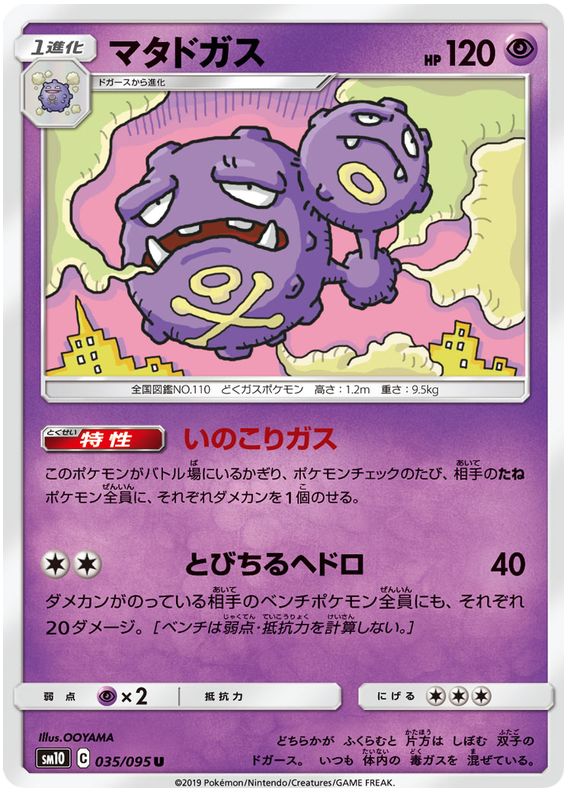 1進化 マタドガス HP 120
ドガースから進化
全国図鑑NO.110 どくガスポケモン 高さ:1.2m 重さ:9.5kg
とくせい
特性 いのこりガス
このポケモンがバトル場にいるかぎり、ポケモンチェックのたび、相手のたね
ポケモン全員に、それぞれダメカンを1個のせる。
とびちるヘドロ 40
ダメカンがのっている相手のベンチポケモン全員にも、それぞれ
20ダメージ。[ベンチは弱点・抵抗力を計算しない。]
弱点 ×2 抵抗力 にげる
Illus.OOYAMA
SM10 C 035/095 U
どちらかが ふくらむと 片方は しぼむ 双子の
ドガース。 いつも 体内の 毒ガスを 混ぜている。
©2019 Pokémon/Nintendo/Creatures/GAME FREAK.